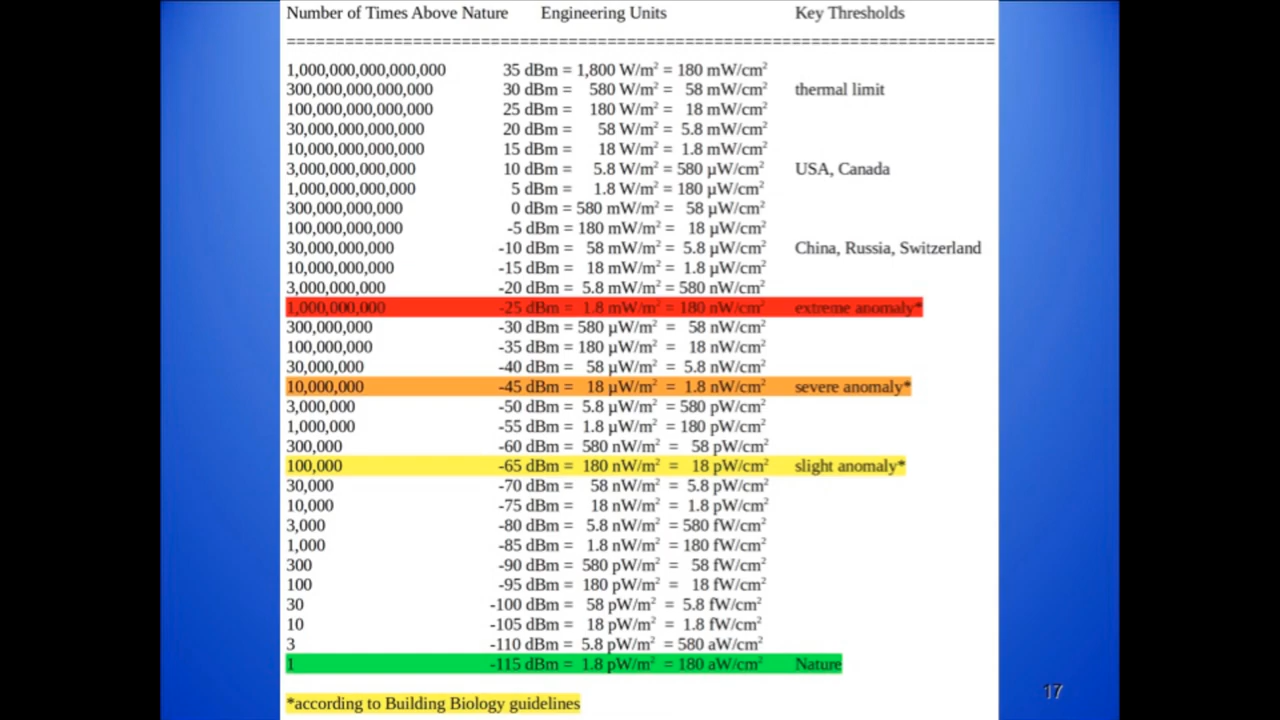 Number of Times Above Nature Engineering Units Key Thresholds
=========================================================================
1,000,000,000,000,000 35 dBm = 1,800 W/m² = 180 mW/cm²
300,000,000,000,000 30 dBm = 580 W/m² = 58 mW/cm² thermal limit
100,000,000,000,000 25 dBm = 180 W/m² = 18 mW/cm²
30,000,000,000,000 20 dBm = 58 W/m² = 5.8 mW/cm²
10,000,000,000,000 15 dBm = 18 W/m² = 1.8 mW/cm²
3,000,000,000,000 10 dBm = 5.8 W/m² = 580 µW/cm² USA, Canada
1,000,000,000,000 5 dBm = 1.8 W/m² = 180 µW/cm²
300,000,000,000 0 dBm = 580 mW/m² = 58 µW/cm²
100,000,000,000 -5 dBm = 180 mW/m² = 18 µW/cm²
30,000,000,000 -10 dBm = 58 mW/m² = 5.8 µW/cm² China, Russia, Switzerland
10,000,000,000 -15 dBm = 18 mW/m² = 1.8 µW/cm²
3,000,000,000 -20 dBm = 5.8 mW/m² = 580 nW/cm²
1,000,000,000 -25 dBm = 1.8 mW/m² = 180 nW/cm² extreme anomaly*
300,000,000 -30 dBm = 580 µW/m² = 58 nW/cm²
100,000,000 -35 dBm = 180 µW/m² = 18 nW/cm²
30,000,000 -40 dBm = 58 µW/m² = 5.8 nW/cm²
10,000,000 -45 dBm = 18 µW/m² = 1.8 nW/cm² severe anomaly*
3,000,000 -50 dBm = 5.8 µW/m² = 580 pW/cm²
1,000,000 -55 dBm = 1.8 µW/m² = 180 pW/cm²
300,000 -60 dBm = 580 nW/m² = 58 pW/cm²
100,000 -65 dBm = 180 nW/m² = 18 pW/cm² slight anomaly*
30,000 -70 dBm = 58 nW/m² = 5.8 pW/cm²
10,000 -75 dBm = 18 nW/m² = 1.8 pW/cm²
3,000 -80 dBm = 5.8 nW/m² = 580 fW/cm²
1,000 -85 dBm = 1.8 nW/m² = 180 fW/cm²
300 -90 dBm = 580 pW/m² = 58 fW/cm²
100 -95 dBm = 180 pW/m² = 18 fW/cm²
30 -100 dBm = 58 pW/m² = 5.8 fW/cm²
10 -105 dBm = 18 pW/m² = 1.8 fW/cm²
3 -110 dBm = 5.8 pW/m² = 580 aW/cm²
1 -115 dBm = 1.8 pW/m² = 180 aW/cm² Nature
*according to Building Biology guidelines
17